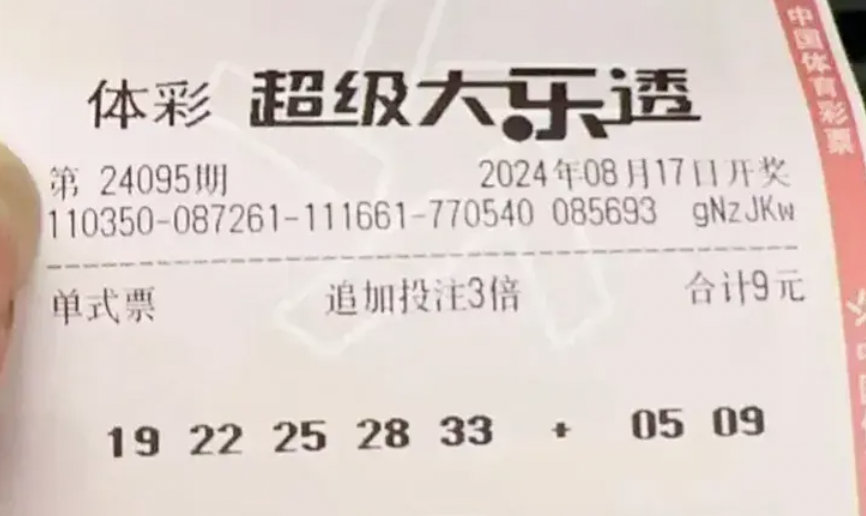 体彩 超级大乐透
第 24095期 2024年08月17日开奖
110350-087261-111661-770540 085693 gNzJKw
单式票 追加投注3倍 合计9元
19 22 25 28 33 + 05 09
中国体育彩票